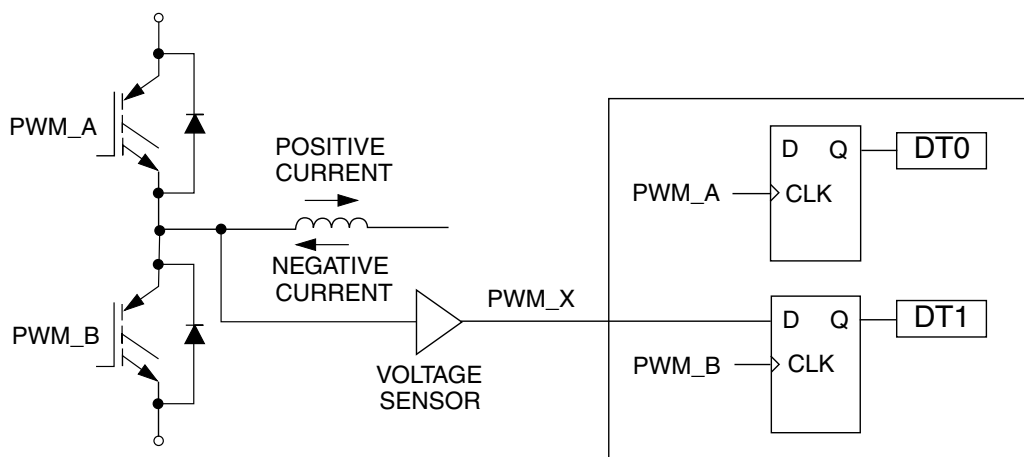 PWM_A
POSITIVE
CURRENT
NEGATIVE
CURRENT
PWM_B
PWM_X
VOLTAGE
SENSOR
D Q
DT0
PWM_A
CLK
D Q
DT1
PWM_B
CLK